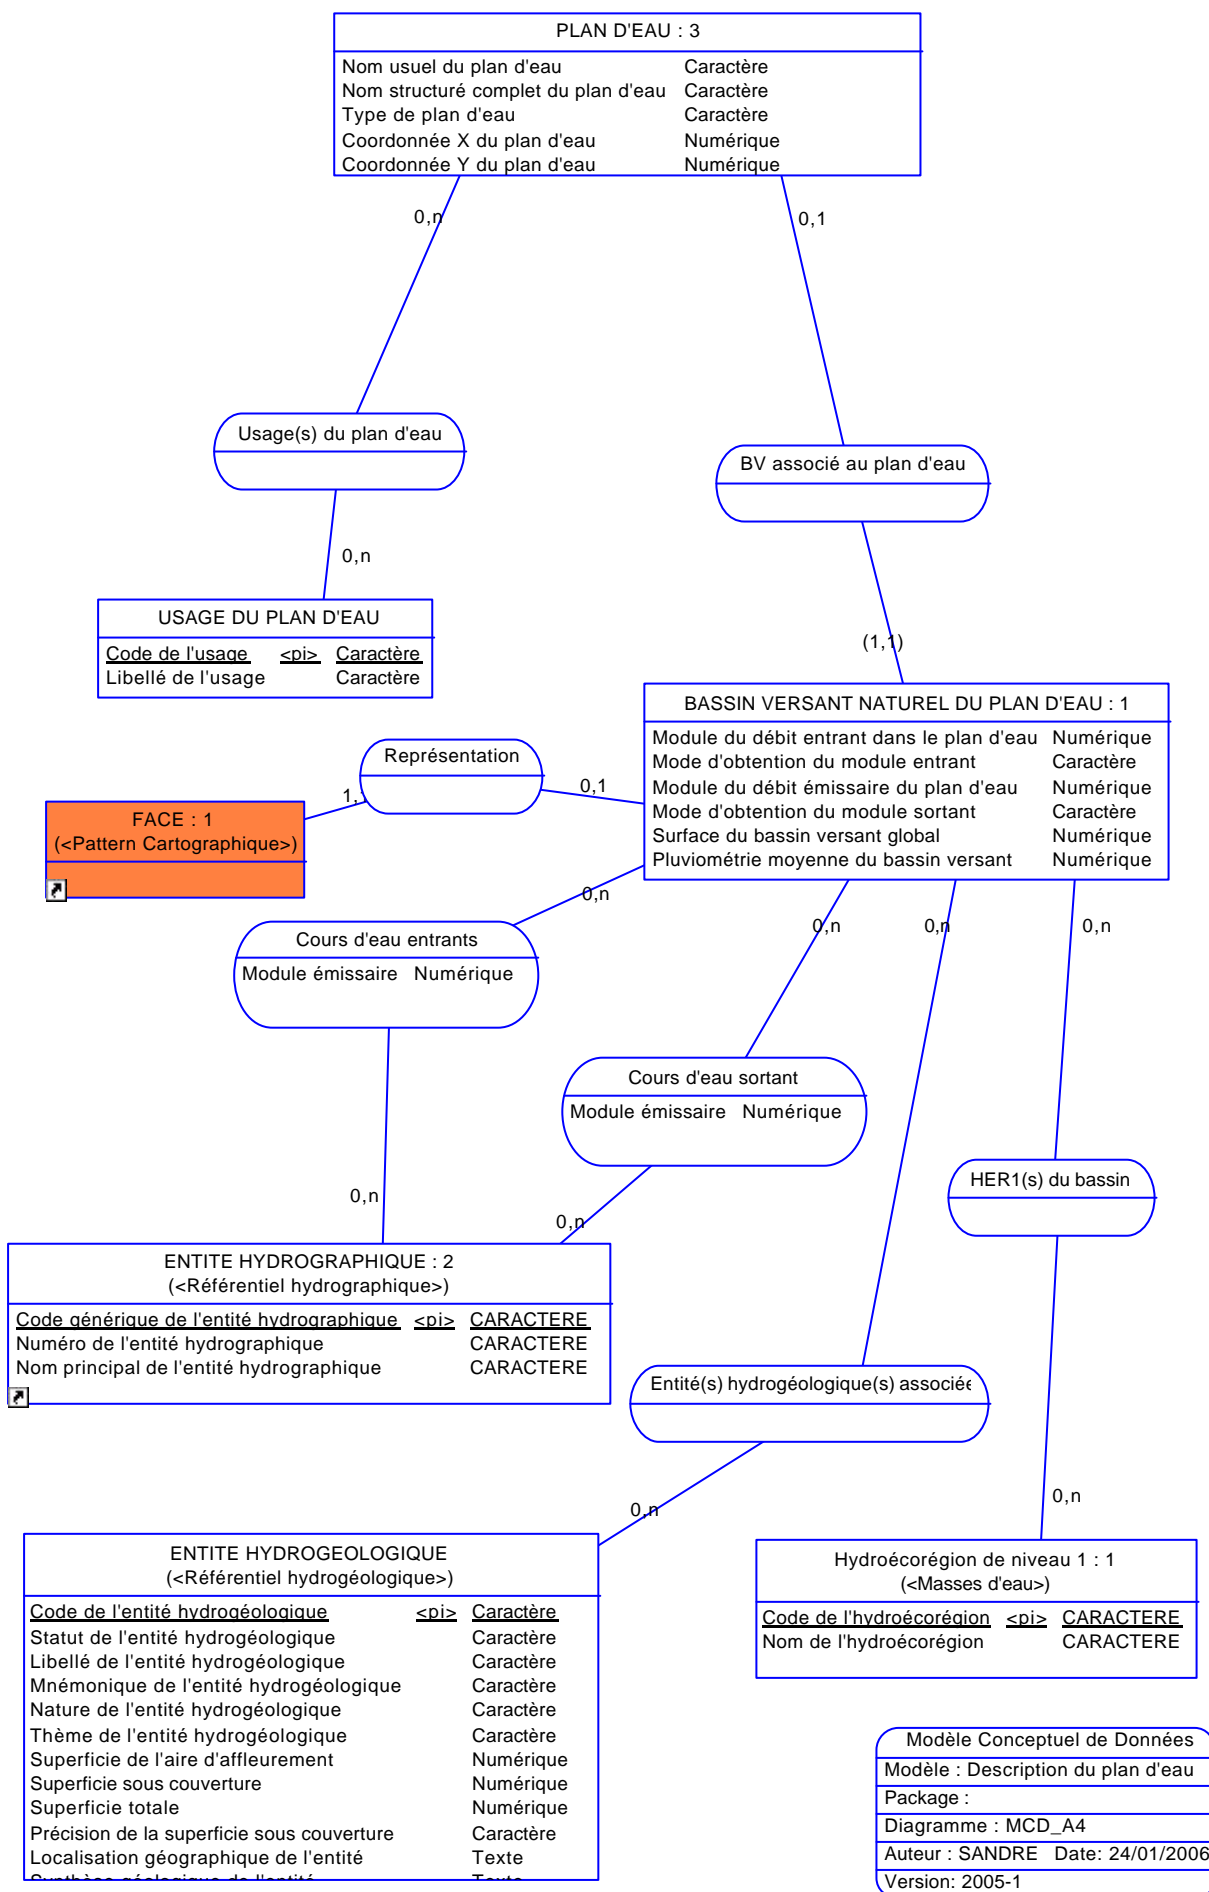 PLAN D'EAU : 3
Nom usuel du plan d'eau Caractère
Nom structuré complet du plan d'eau Caractère
Type de plan d'eau Caractère
Coordonnée X du plan d'eau Numérique
Coordonnée Y du plan d'eau Numérique
0,n
0,1
Usage(s) du plan d'eau
BV associé au plan d'eau
0,n
(1,1)
USAGE DU PLAN D'EAU
Code de l'usage <pi> Caractère
Libellé de l'usage Caractère
BASSIN VERSANT NATUREL DU PLAN D'EAU : 1
Module du débit entrant dans le plan d'eau Numérique
Mode d'obtention du module entrant Caractère
Module du débit émissaire du plan d'eau Numérique
Mode d'obtention du module sortant Caractère
Surface du bassin versant global Numérique
Pluviométrie moyenne du bassin versant Numérique
Représentation
0,1
1,
FACE : 1
(<Pattern Cartographique>)
0,n
0,n
0,n
0,n
Cours d'eau entrants
Module émissaire Numérique
Cours d'eau sortant
Module émissaire Numérique
HER1(s) du bassin
0,n
0,n
ENTITE HYDROGRAPHIQUE : 2
(<Référentiel hydrographique>)
Code générique de l'entité hydrographique <pi> CARACTERE
Numéro de l'entité hydrographique CARACTERE
Nom principal de l'entité hydrographique CARACTERE
Entité(s) hydrogéologique(s) associée
0,n
0,n
ENTITE HYDROGEOLOGIQUE
(<Référentiel hydrogéologique>)
Code de l'entité hydrogéologique <pi> Caractère
Statut de l'entité hydrogéologique Caractère
Libellé de l'entité hydrogéologique Caractère
Mnémonique de l'entité hydrogéologique Caractère
Nature de l'entité hydrogéologique Caractère
Thème de l'entité hydrogéologique Caractère
Superficie de l'aire d'affleurement Numérique
Superficie sous couverture Numérique
Superficie totale Numérique
Précision de la superficie sous couverture Caractère
Localisation géographique de l'entité Texte
Synthèse géologique de l'entité Texte
Hydroécorégion de niveau 1 : 1
(<Masses d'eau>)
Code de l'hydroécorégion <pi> CARACTERE
Nom de l'hydroécorégion CARACTERE
Modèle Conceptuel de Données
Modèle : Description du plan d'eau
Package :
Diagramme : MCD_A4
Auteur : SANDRE Date: 24/01/2006
Version: 2005-1